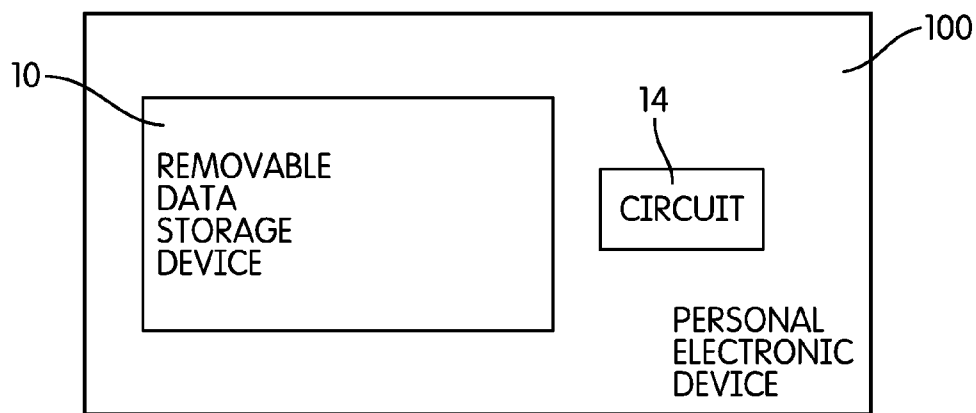 100
10
14
REMOVABLE
DATA
STORAGE
DEVICE
CIRCUIT
PERSONAL
ELECTRONIC
DEVICE